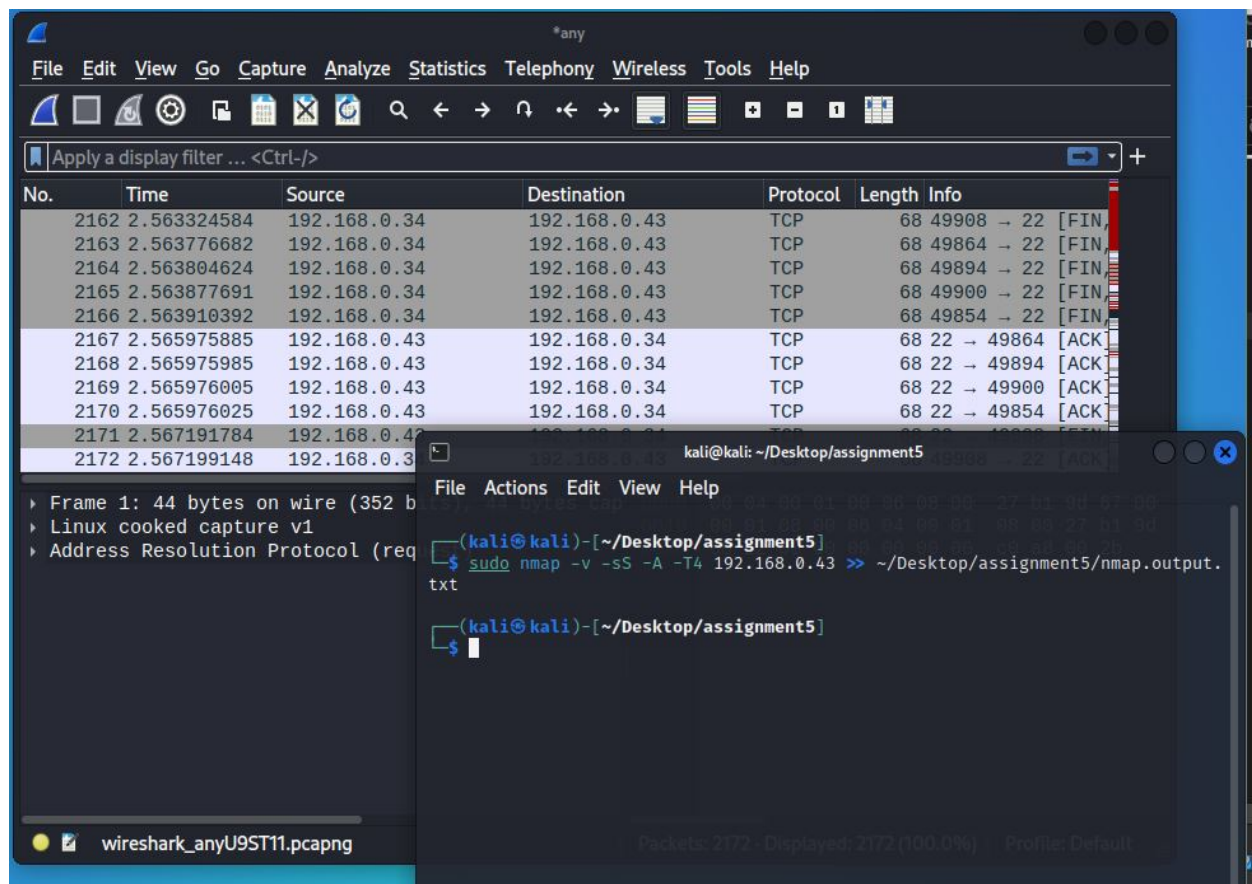 *any
File Edit View Go Capture Analyze Statistics Telephony Wireless Tools Help
Apply a display filter ... <Ctrl-/>
No. Time Source Destination Protocol Length Info
2162 2.563324584 192.168.0.34 192.168.0.43 TCP 68 49908 → 22 [FIN,
2163 2.563776682 192.168.0.34 192.168.0.43 TCP 68 49864 → 22 [FIN,
2164 2.563804624 192.168.0.34 192.168.0.43 TCP 68 49894 → 22 [FIN,
2165 2.563877691 192.168.0.34 192.168.0.43 TCP 68 49900 → 22 [FIN,
2166 2.563910392 192.168.0.34 192.168.0.43 TCP 68 49854 → 22 [FIN,
2167 2.565975885 192.168.0.43 192.168.0.34 TCP 68 22 → 49864 [ACK]
2168 2.565975985 192.168.0.43 192.168.0.34 TCP 68 22 → 49894 [ACK]
2169 2.565976005 192.168.0.43 192.168.0.34 TCP 68 22 → 49900 [ACK]
2170 2.565976025 192.168.0.43 192.168.0.34 TCP 68 22 → 49854 [ACK]
2171 2.567191784
2172 2.567199148
Frame 1: 44 bytes on wire (352 b
Linux cooked capture v1
Address Resolution Protocol (req
wireshark_anyU9ST11.pcapng
Packets: 2172 · Displayed: 2172 (100.0%) Profile: Default
kali@kali: ~/Desktop/assignment5
File Actions Edit View Help
(kali㉿kali)-[~/Desktop/assignment5]
$ sudo nmap -v -sS -A -T4 192.168.0.43 >> ~/Desktop/assignment5/nmap.output.
txt
(kali㉿kali)-[~/Desktop/assignment5]
$